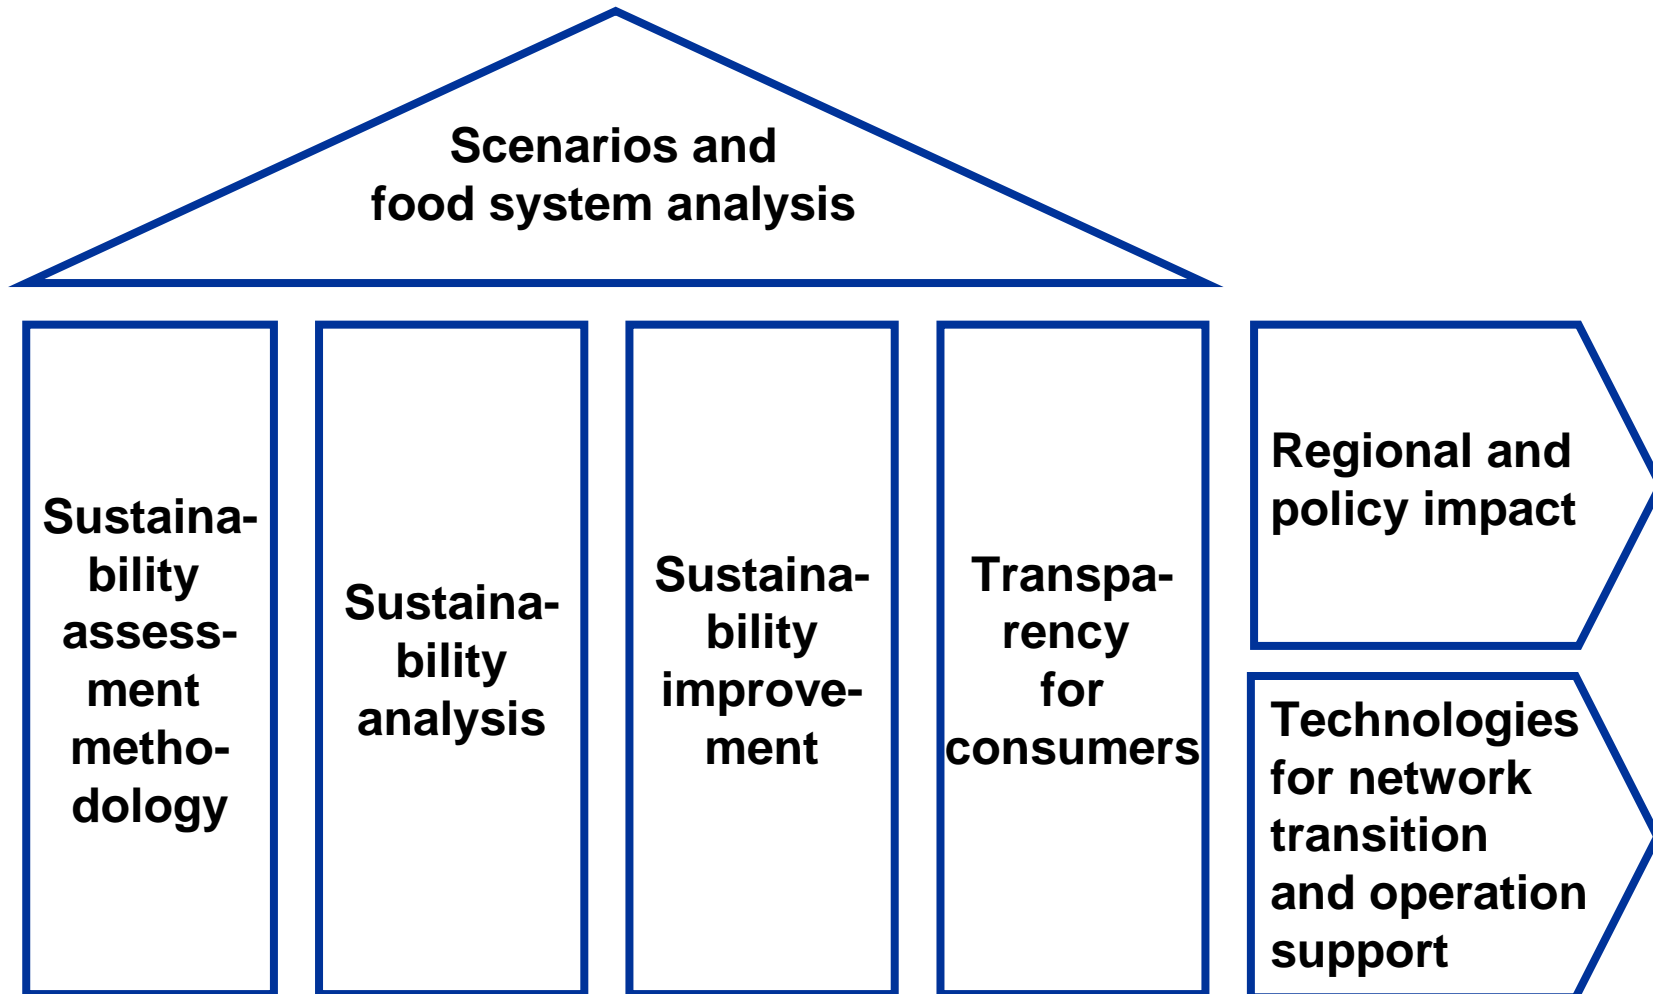 Scenarios and
food system analysis
Sustaina-
bility
assess-
ment
metho-
dology
Sustaina-
bility
analysis
Sustaina-
bility
improve-
ment
Transpa-
rency
for
consumers
Regional and
policy impact
Technologies
for network
transition
and operation
support